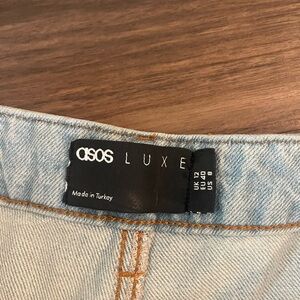 asos LUXE
Made in Turkey
UK 12
EU 40
US 8